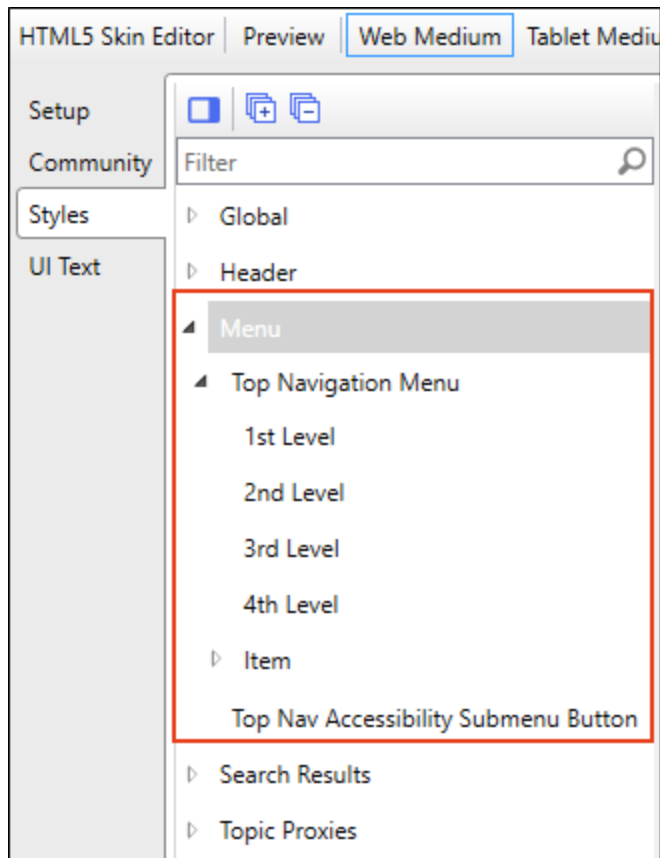 HTML5 Skin Editor Preview Web Medium Tablet Mediu
Setup
Community
Styles
UI Text
Filter
Global
Header
Menu
Top Navigation Menu
1st Level
2nd Level
3rd Level
4th Level
Item
Top Nav Accessibility Submenu Button
Search Results
Topic Proxies